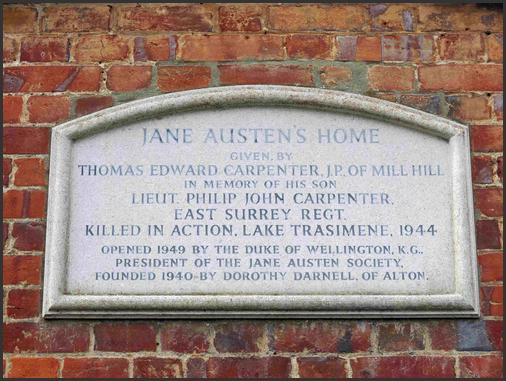 JANE AUSTEN'S HOME
GIVEN, BY
THOMAS EDWARD CARPENTER, J.P. OF MILL HILL
IN MEMORY OF HIS SON
LIEUT. PHILIP JOHN CARPENTER,
EAST SURREY REGT.
KILLED IN ACTION, LAKE TRASIMENE, 1944
OPENED 1949 BY THE DUKE OF WELLINGTON, K.G.,
PRESIDENT OF THE JANE AUSTEN SOCIETY,
FOUNDED 1940 BY DOROTHY DARNELL, OF ALTON.